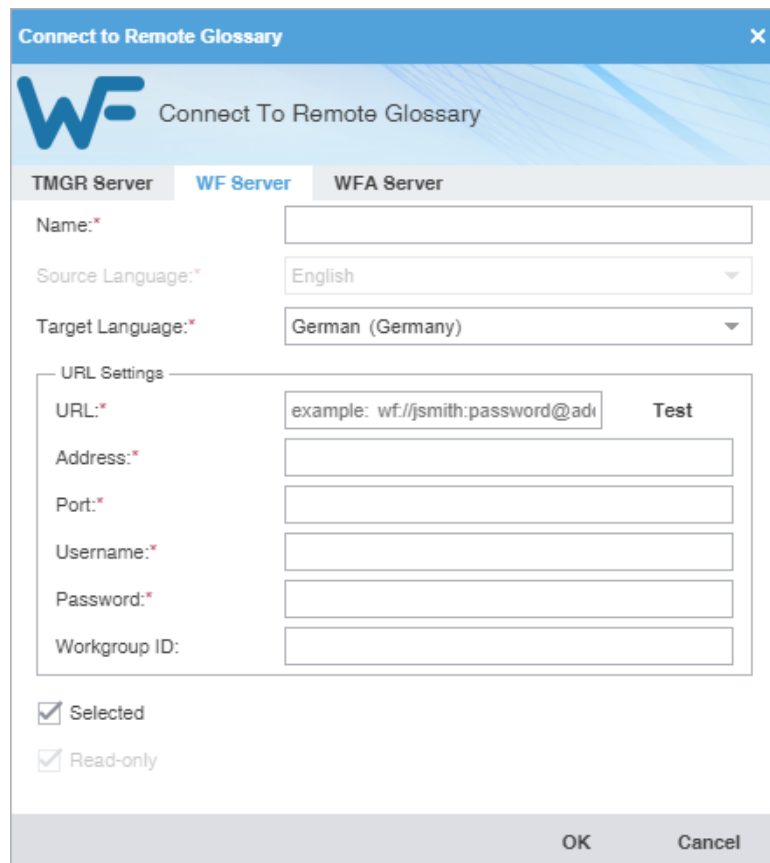 Connect to Remote Glossary
WF Connect To Remote Glossary
TMGR Server WF Server WFA Server
Name:*
Source Language:* English
Target Language:* German (Germany)
URL Settings
URL:* example: wf://jsmith:password@ad Test
Address:*
Port:*
Username:*
Password:*
Workgroup ID:
Selected
Read-only
OK Cancel